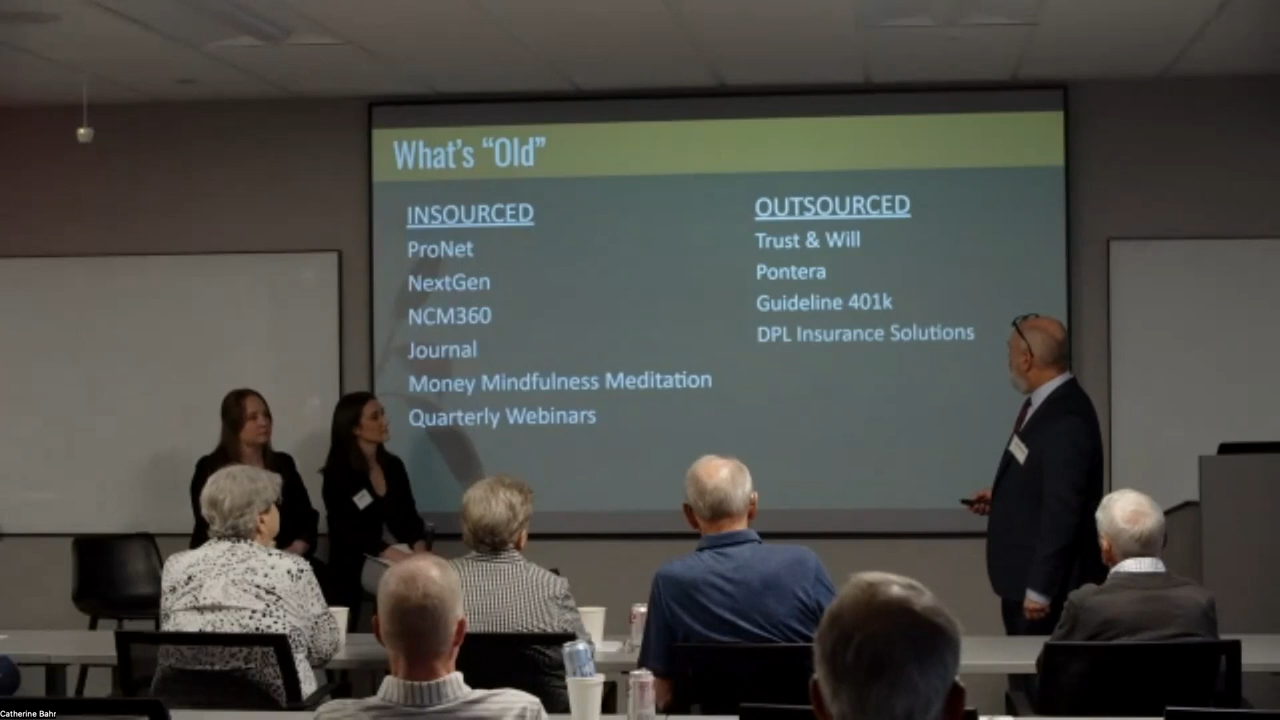 What's "Old"
INSOURCED
ProNet
NextGen
NCM360
Journal
Money Mindfulness Meditation
Quarterly Webinars
OUTSOURCED
Trust & Will
Pontera
Guideline 401k
DPL Insurance Solutions
Catherine Bahr